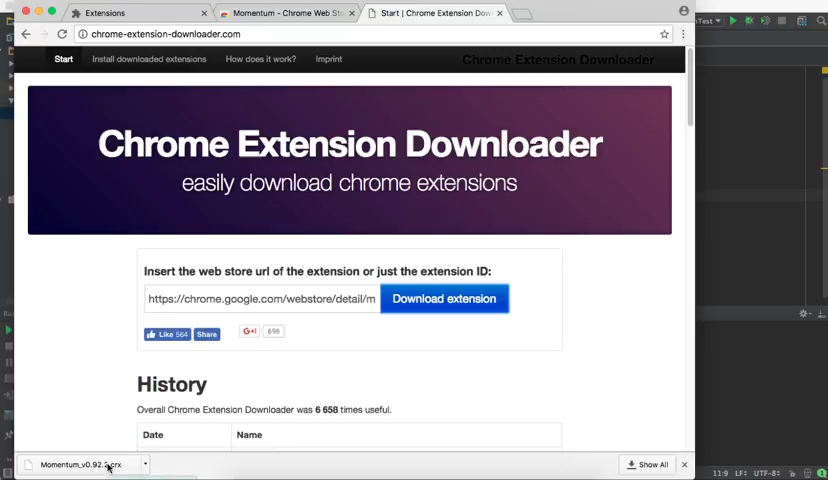 Extensions
Momentum - Chrome Web Sto
Start | Chrome Extension Dow
chrome-extension-downloader.com
Start
Install downloaded extensions
How does it work?
Imprint
Chrome Extension Downloader
Chrome Extension Downloader
easily download chrome extensions
Insert the web store url of the extension or just the extension ID:
https://chrome.google.com/webstore/detail/m
Download extension
Like 564
Share
G+1
698
History
Overall Chrome Extension Downloader was 6 658 times useful.
Date
Name
Show All
11:9
LF÷
UTF-8÷